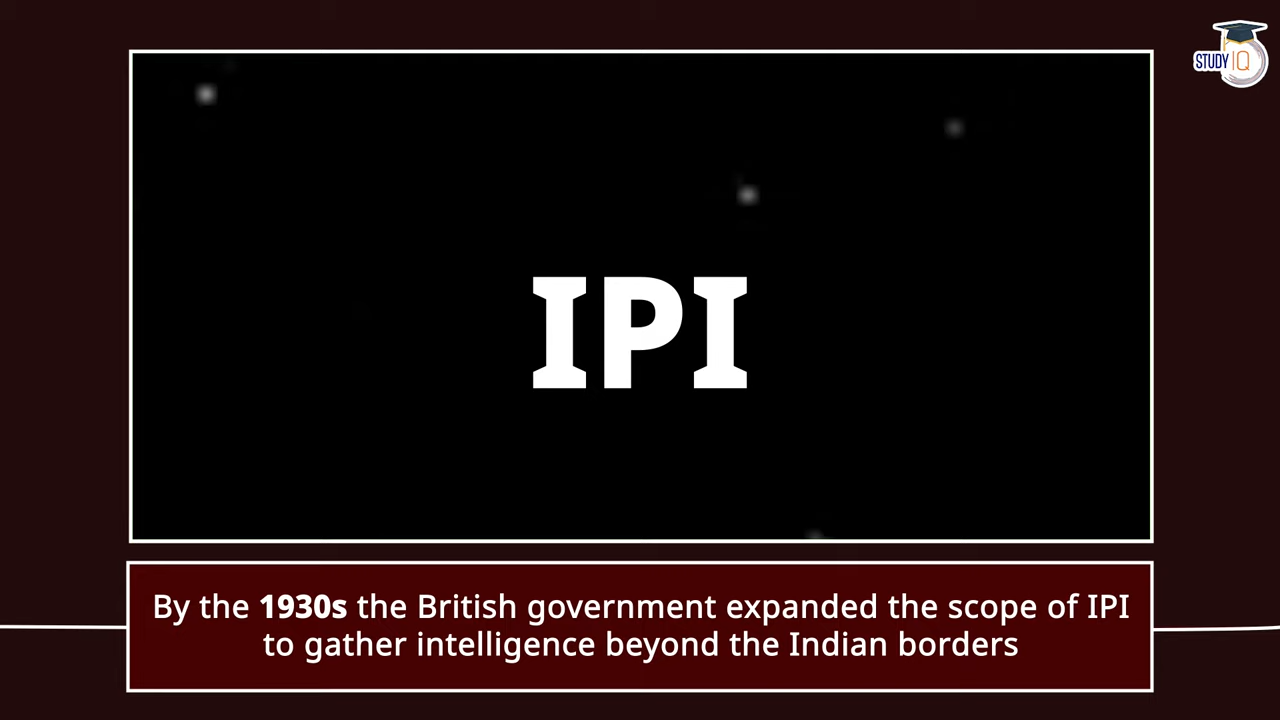 STUDY IQ
IPI
By the 1930s the British government expanded the scope of IPI
to gather intelligence beyond the Indian borders